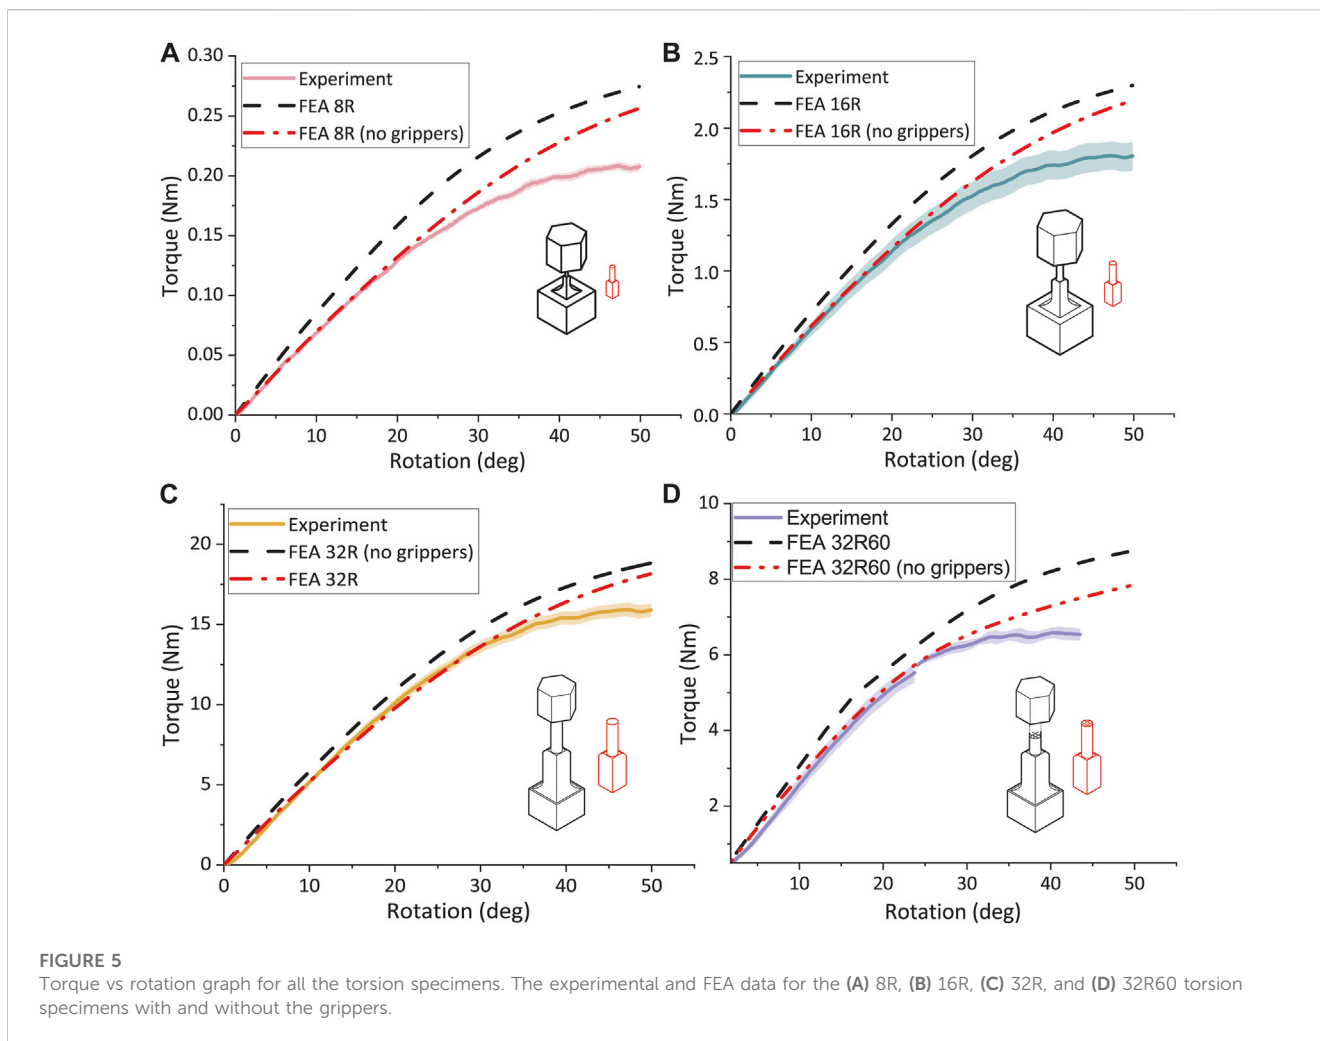 A
0.30
0.25
0.20
0.15
0.10
0.05
0.00
Torque (Nm)
Experiment
FEA 8R
FEA 8R (no grippers)
0 10 20 30 40 50
Rotation (deg)
B
2.5
2.0
1.5
1.0
0.5
0.0
Torque (Nm)
Experiment
FEA 16R
FEA 16R (no grippers)
0 10 20 30 40 50
Rotation (deg)
C
20
15
10
5
0
Torque (Nm)
Experiment
FEA 32R (no grippers)
FEA 32R
0 10 20 30 40 50
Rotation (deg)
D
10
8
6
4
2
Torque (Nm)
Experiment
FEA 32R60
FEA 32R60 (no grippers)
10 20 30 40 50
Rotation (deg)
FIGURE 5
Torque vs rotation graph for all the torsion specimens. The experimental and FEA data for the (A) 8R, (B) 16R, (C) 32R, and (D) 32R60 torsion
specimens with and without the grippers.